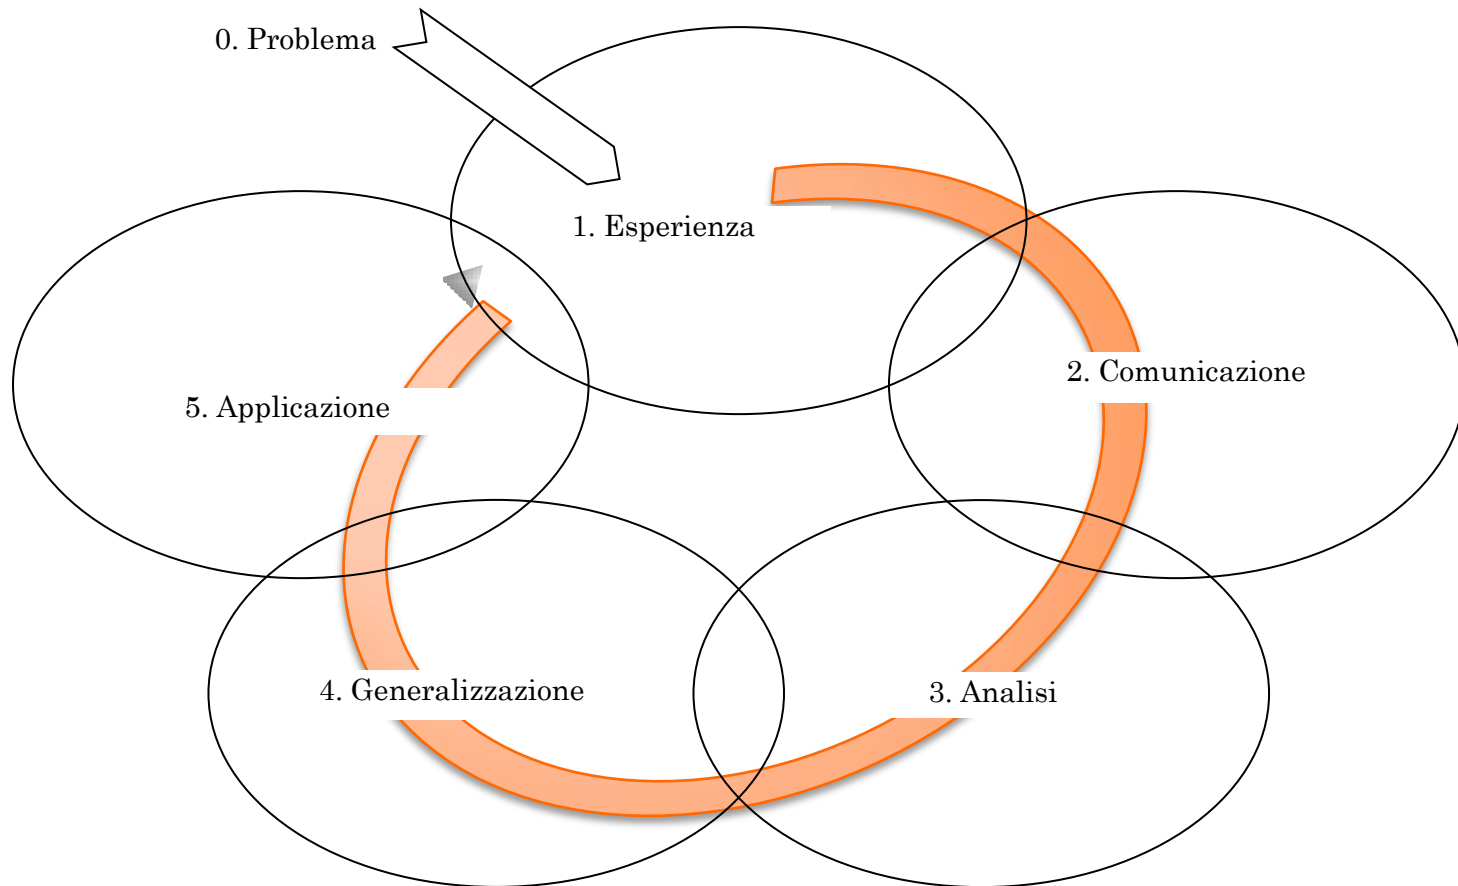 0. Problema
1. Esperienza
2. Comunicazione
3. Analisi
4. Generalizzazione
5. Applicazione